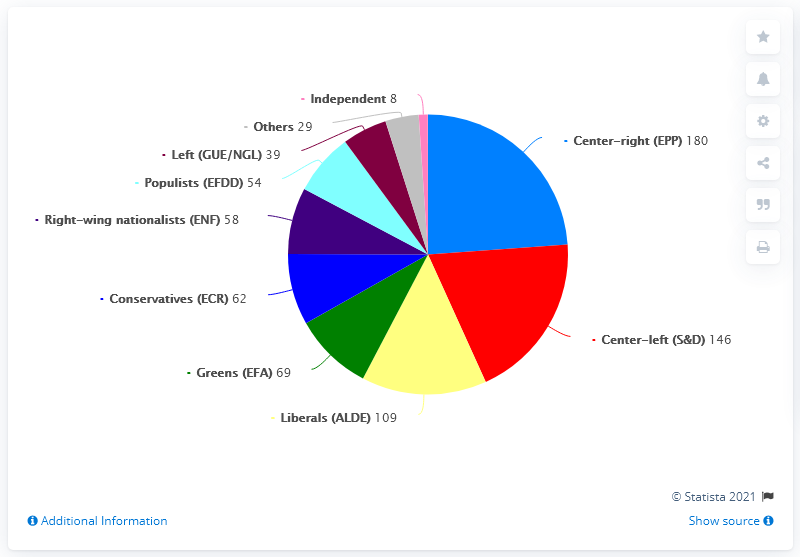 Independent 8
Others 29
Left (GUE/NGL) 39
Center-right (EPP) 180
Populists (EFDD) 54
Right-wing nationalists (ENF) 58
Conservatives (ECR) 62
Center-left (S&D) 146
Greens (EFA) 69
Liberals (ALDE) 109
© Statista 2021
Additional Information
Show source